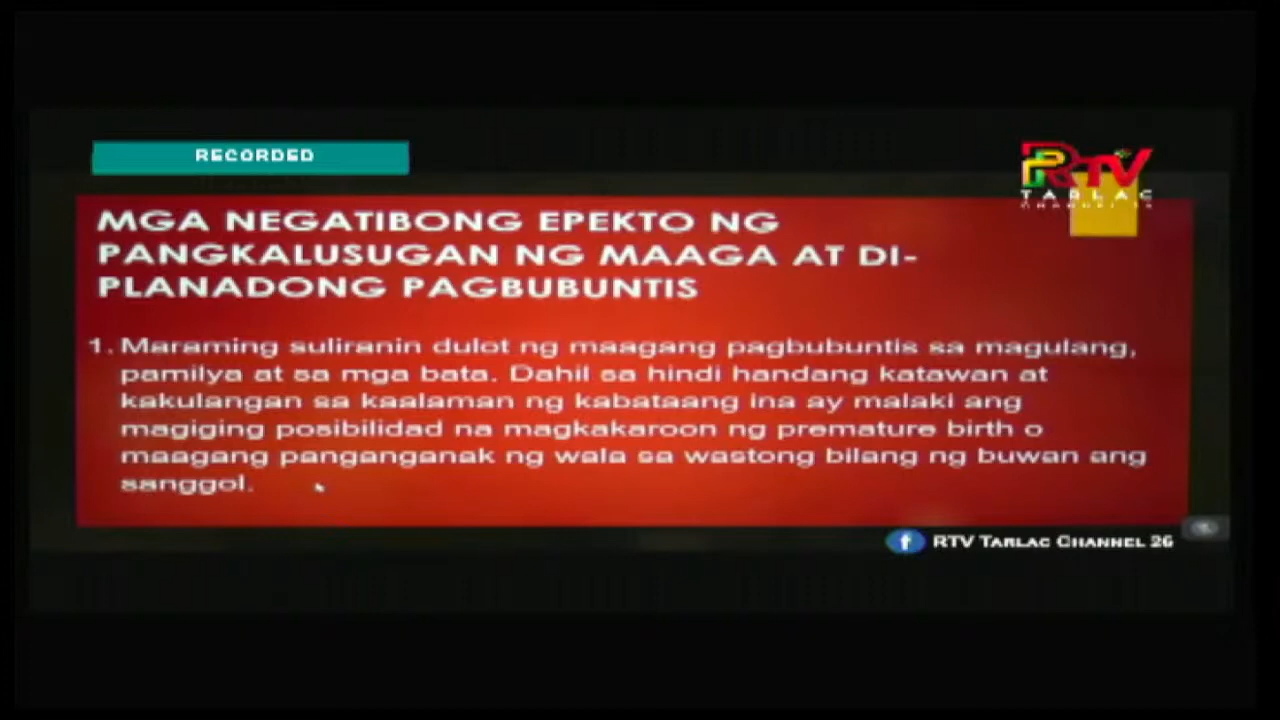 RECORDED
RTV
TARLAC
MGA NEGATIBONG EPEKTO NG
PANGKALUSUGAN NG MAAGA AT DI-
PLANADONG PAGBUBUNTIS
1. Maraming suliranin dulot ng maagang pagbubuntis sa magulang,
pamilya at sa mga bata. Dahil sa hindi handang katawan at
kakulangan sa kaalaman ng kabataang ina ay malaki ang
magiging posibilidad na magkakaroon ng premature birth o
maagang panganganak ng wala sa wastong bilang ng buwan ang
sanggol.
RTV TARLAC CHANNEL 26